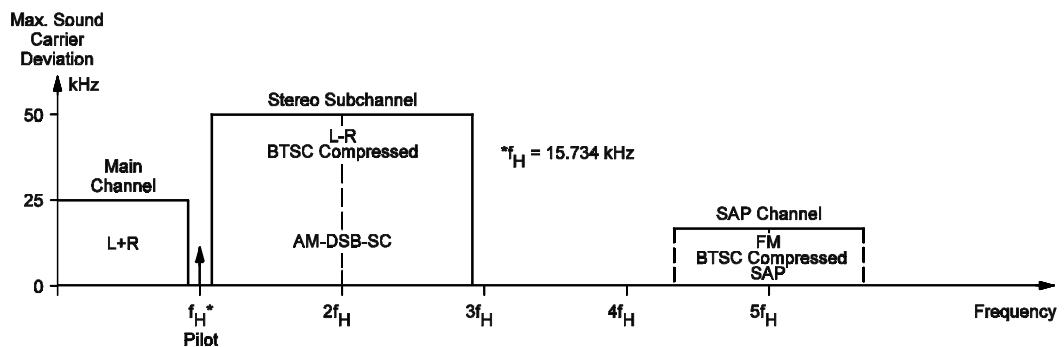 Max. Sound
Carrier
Deviation
kHz
50
25
0
Main
Channel
L+R
Stereo Subchannel
L-R
BTSC Compressed
AM-DSB-SC
*fH = 15.734 kHz
SAP Channel
FM
BTSC Compressed
SAP
fH*
Pilot
2fH
3fH
4fH
5fH
Frequency